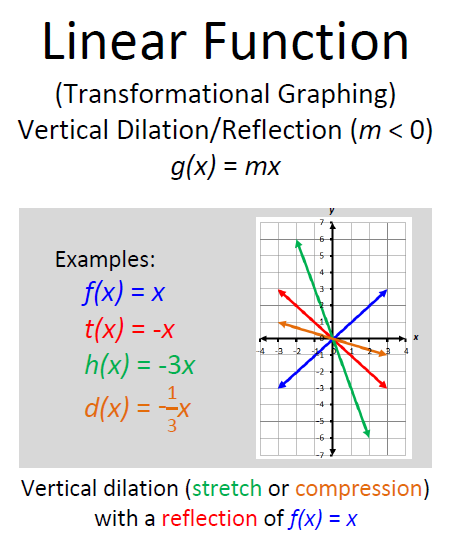 Linear Function
(Transformational Graphing)
Vertical Dilation/Reflection (m < 0)
g(x) = mx
Examples:
f(x) = x
t(x) = -x
h(x) = -3x
d(x) = -1/3x
y
7
6
5
4
3
2
1
0
-4 -3 -2 -1 0 1 2 3 4 x
-1
-2
-3
-4
-5
-6
-7
Vertical dilation (stretch or compression)
with a reflection of f(x) = x